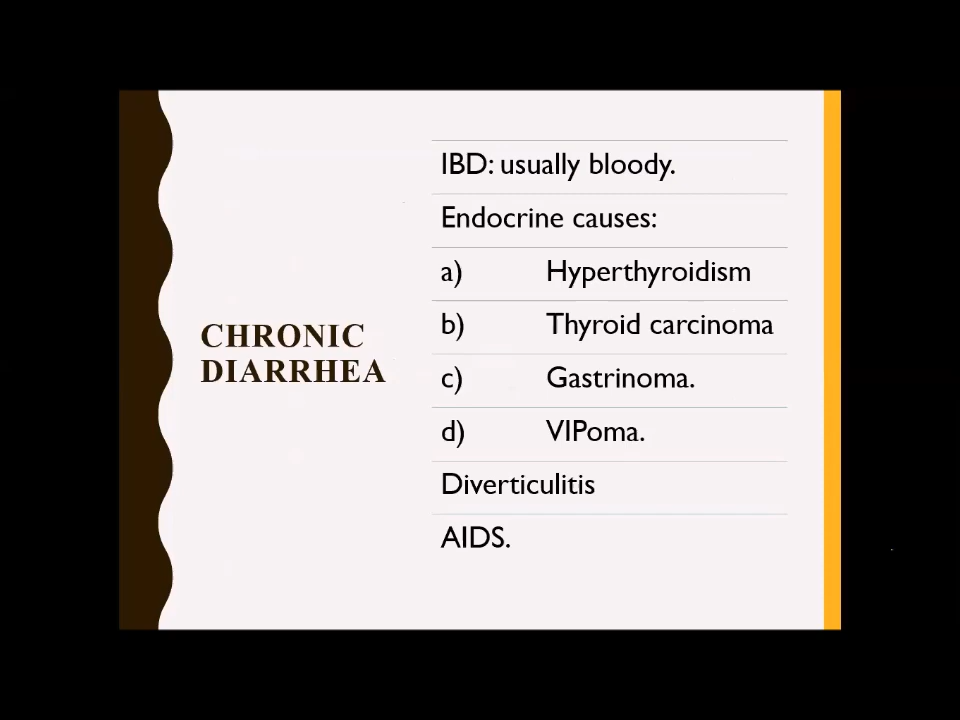 CHRONIC
DIARRHEA
IBD: usually bloody.
Endocrine causes:
a) Hyperthyroidism
b) Thyroid carcinoma
c) Gastrinoma.
d) VIPoma.
Diverticulitis
AIDS.